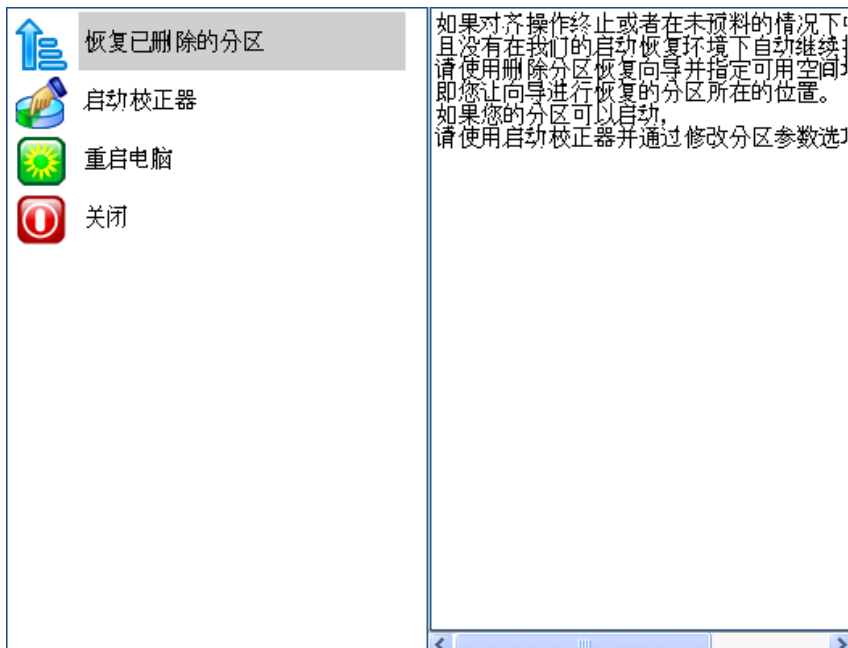 恢复已删除的分区
启动校正器
重启电脑
关闭
如果对齐操作终止或者在未预料的情况下
且没有在我们的启动恢复环境下自动继续
请使用删除分区恢复向导并指定可用空间
即您让向导进行恢复的分区所在的位置。
如果您的分区可以启动,
请使用启动校正器并通过修改分区参数选